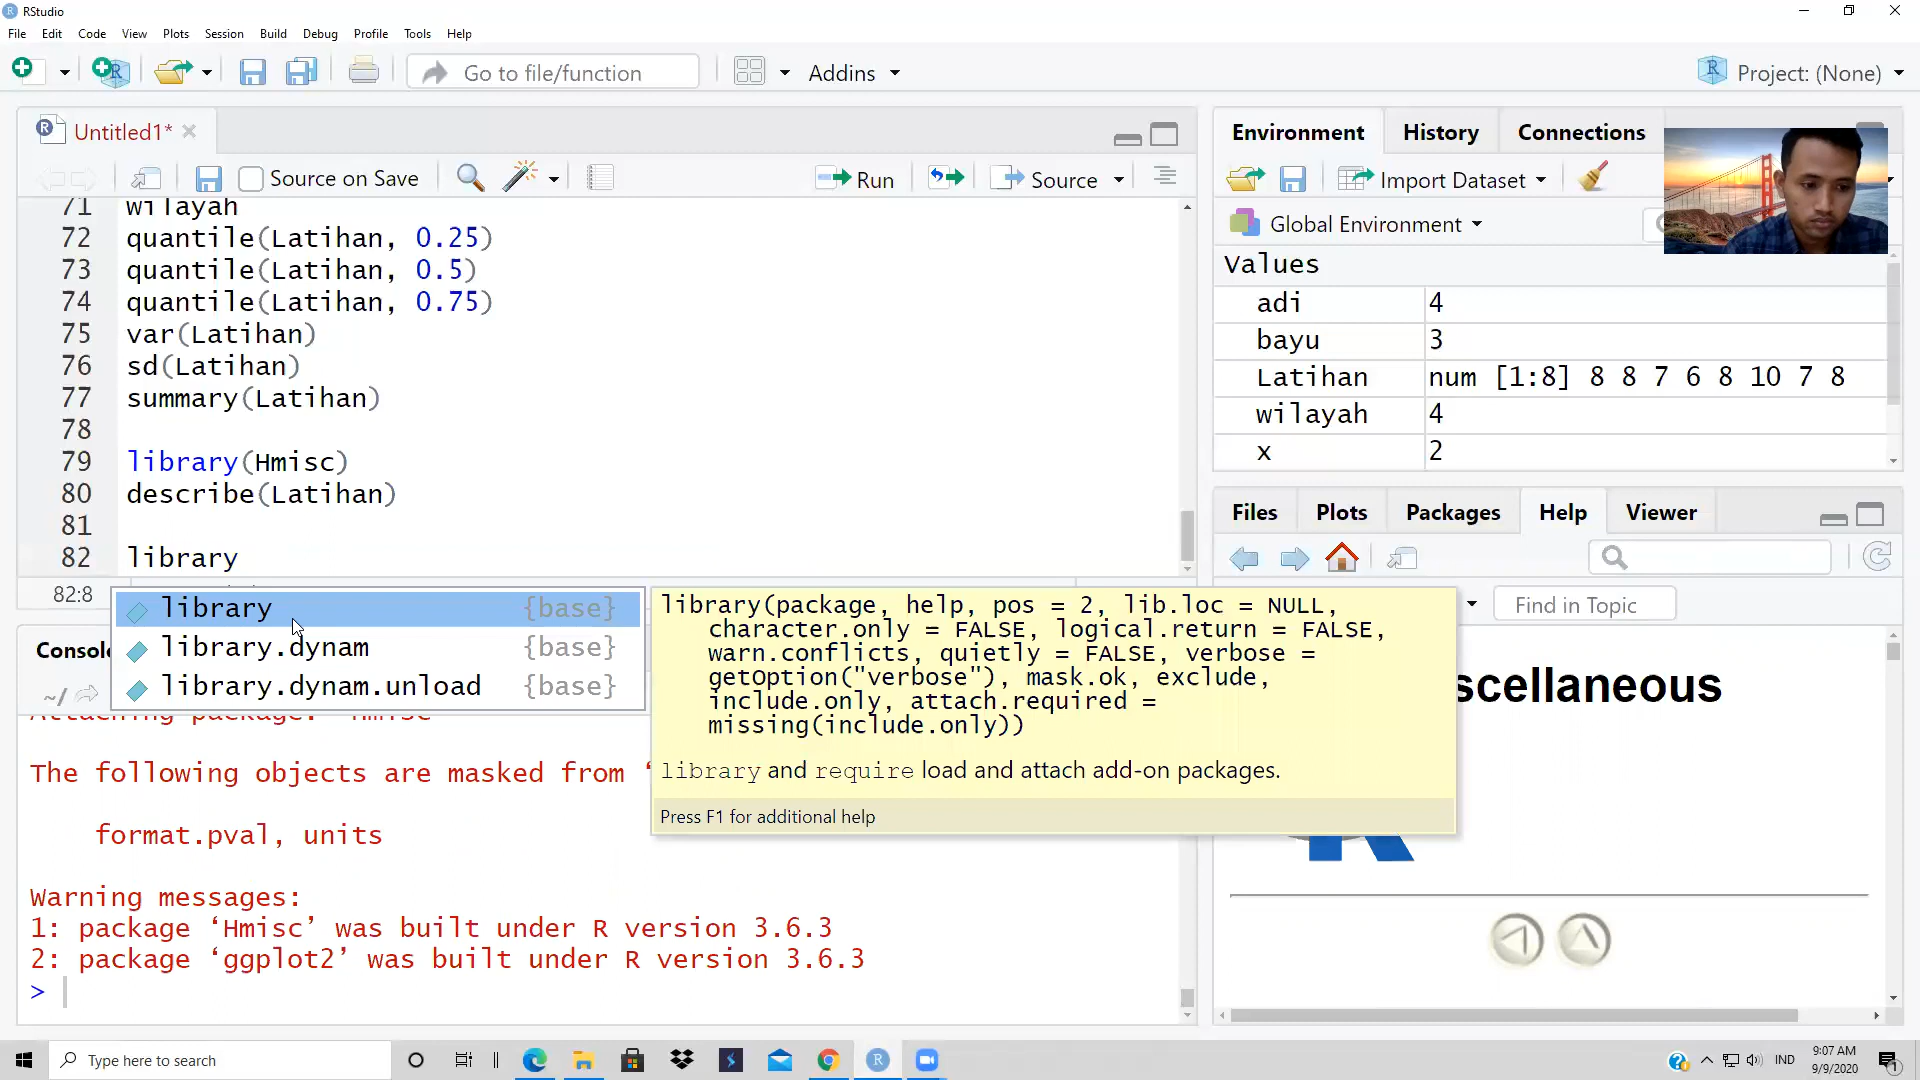 RStudio
File Edit Code View Plots Session Build Debug Profile Tools Help
Go to file/function
Addins
Project: (None)
Untitled1*
Source on Save
Run
Source
71 wilayah
72 quantile(Latihan, 0.25)
73 quantile(Latihan, 0.5)
74 quantile(Latihan, 0.75)
75 var(Latihan)
76 sd(Latihan)
77 summary(Latihan)
78
79 library(Hmisc)
80 describe(Latihan)
81
82 library
82:8
library {base}
library.dynam {base}
library.dynam.unload {base}
library(package, help, pos = 2, lib.loc = NULL,
character.only = FALSE, logical.return = FALSE,
warn.conflicts, quietly = FALSE, verbose =
getOption("verbose"), mask.ok, exclude,
include.only, attach.required =
missing(include.only))
library and require load and attach add-on packages.
Press F1 for additional help
Consol
~/
Attaching package: ‘Hmisc’
The following objects are masked from ‘
format.pval, units
Warning messages:
1: package ‘Hmisc’ was built under R version 3.6.3
2: package ‘ggplot2’ was built under R version 3.6.3
>
Environment History Connections
Import Dataset
Global Environment
Values
adi 4
bayu 3
Latihan num [1:8] 8 8 7 6 8 10 7 8
wilayah 4
x 2
Files Plots Packages Help Viewer
Find in Topic
scellaneous
Type here to search
IND
9:07 AM
9/9/2020